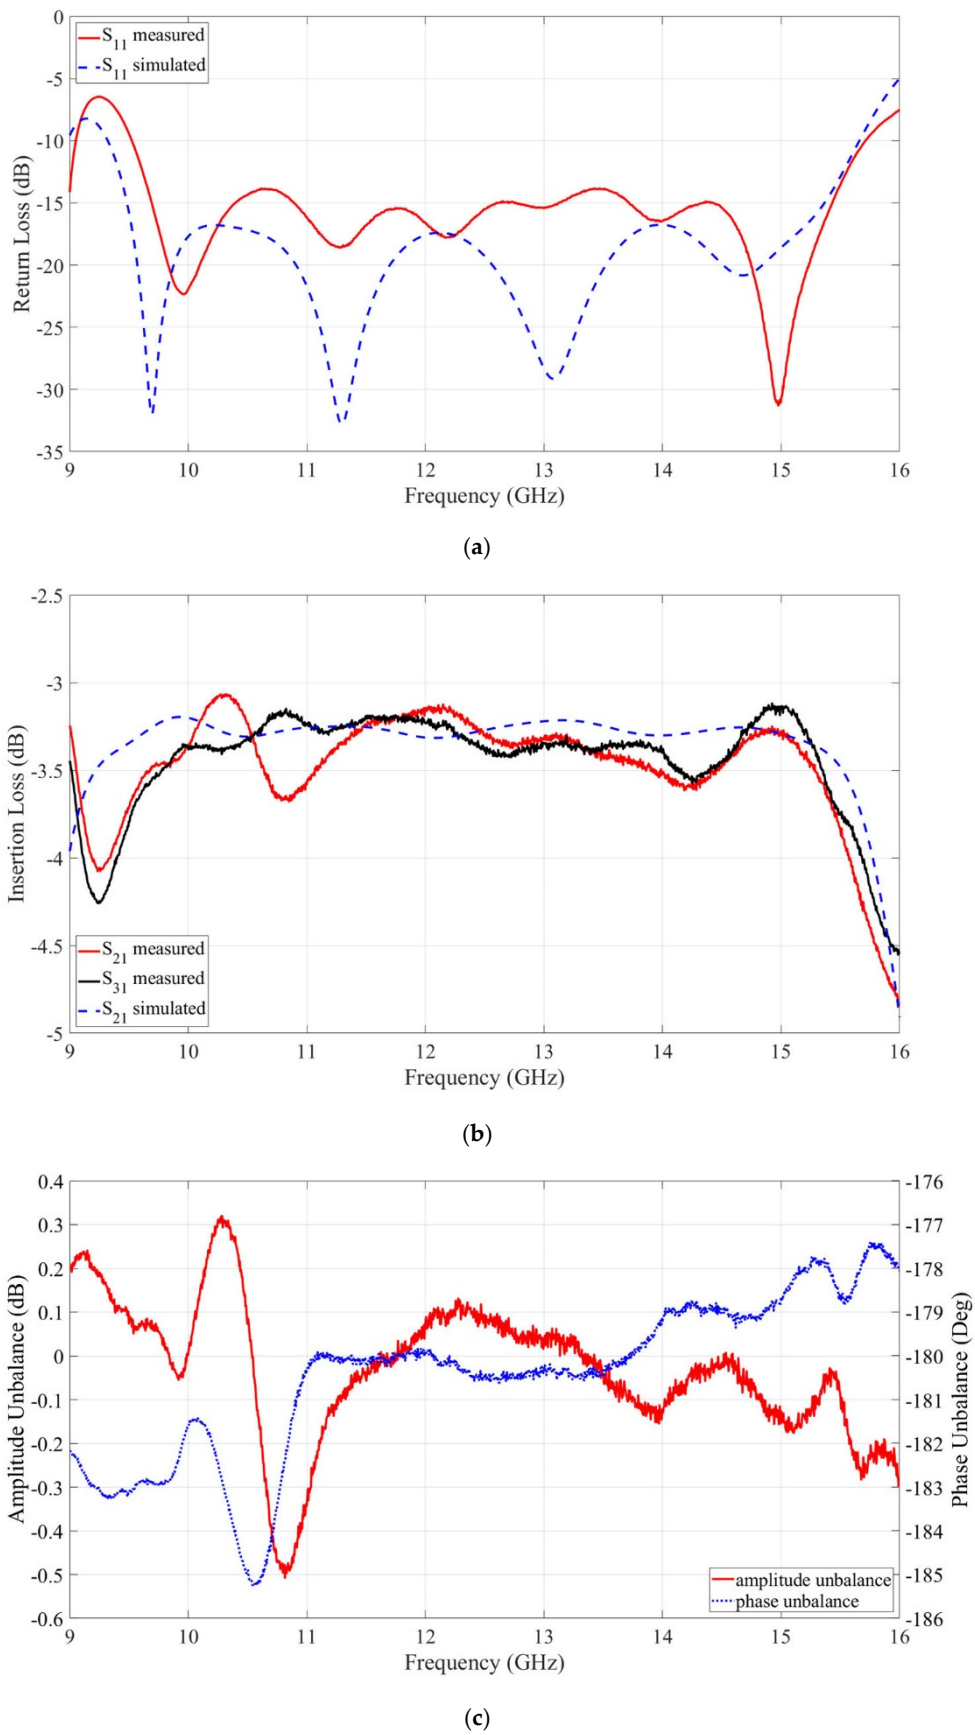 0
-5
-10
-15
-20
-25
-30
-35
Return Loss (dB)
S11 measured
S11 simulated
9 10 11 12 13 14 15 16
Frequency (GHz)
(a)
-2.5
-3
-3.5
-4
-4.5
-5
Insertion Loss (dB)
S21 measured
S31 measured
S21 simulated
9 10 11 12 13 14 15 16
Frequency (GHz)
(b)
0.4
0.3
0.2
0.1
0
-0.1
-0.2
-0.3
-0.4
-0.5
-0.6
Amplitude Unbalance (dB)
-176
-177
-178
-179
-180
-181
-182
-183
-184
-185
-186
Phase Unbalance (Deg)
amplitude unbalance
phase unbalance
9 10 11 12 13 14 15 16
Frequency (GHz)
(c)